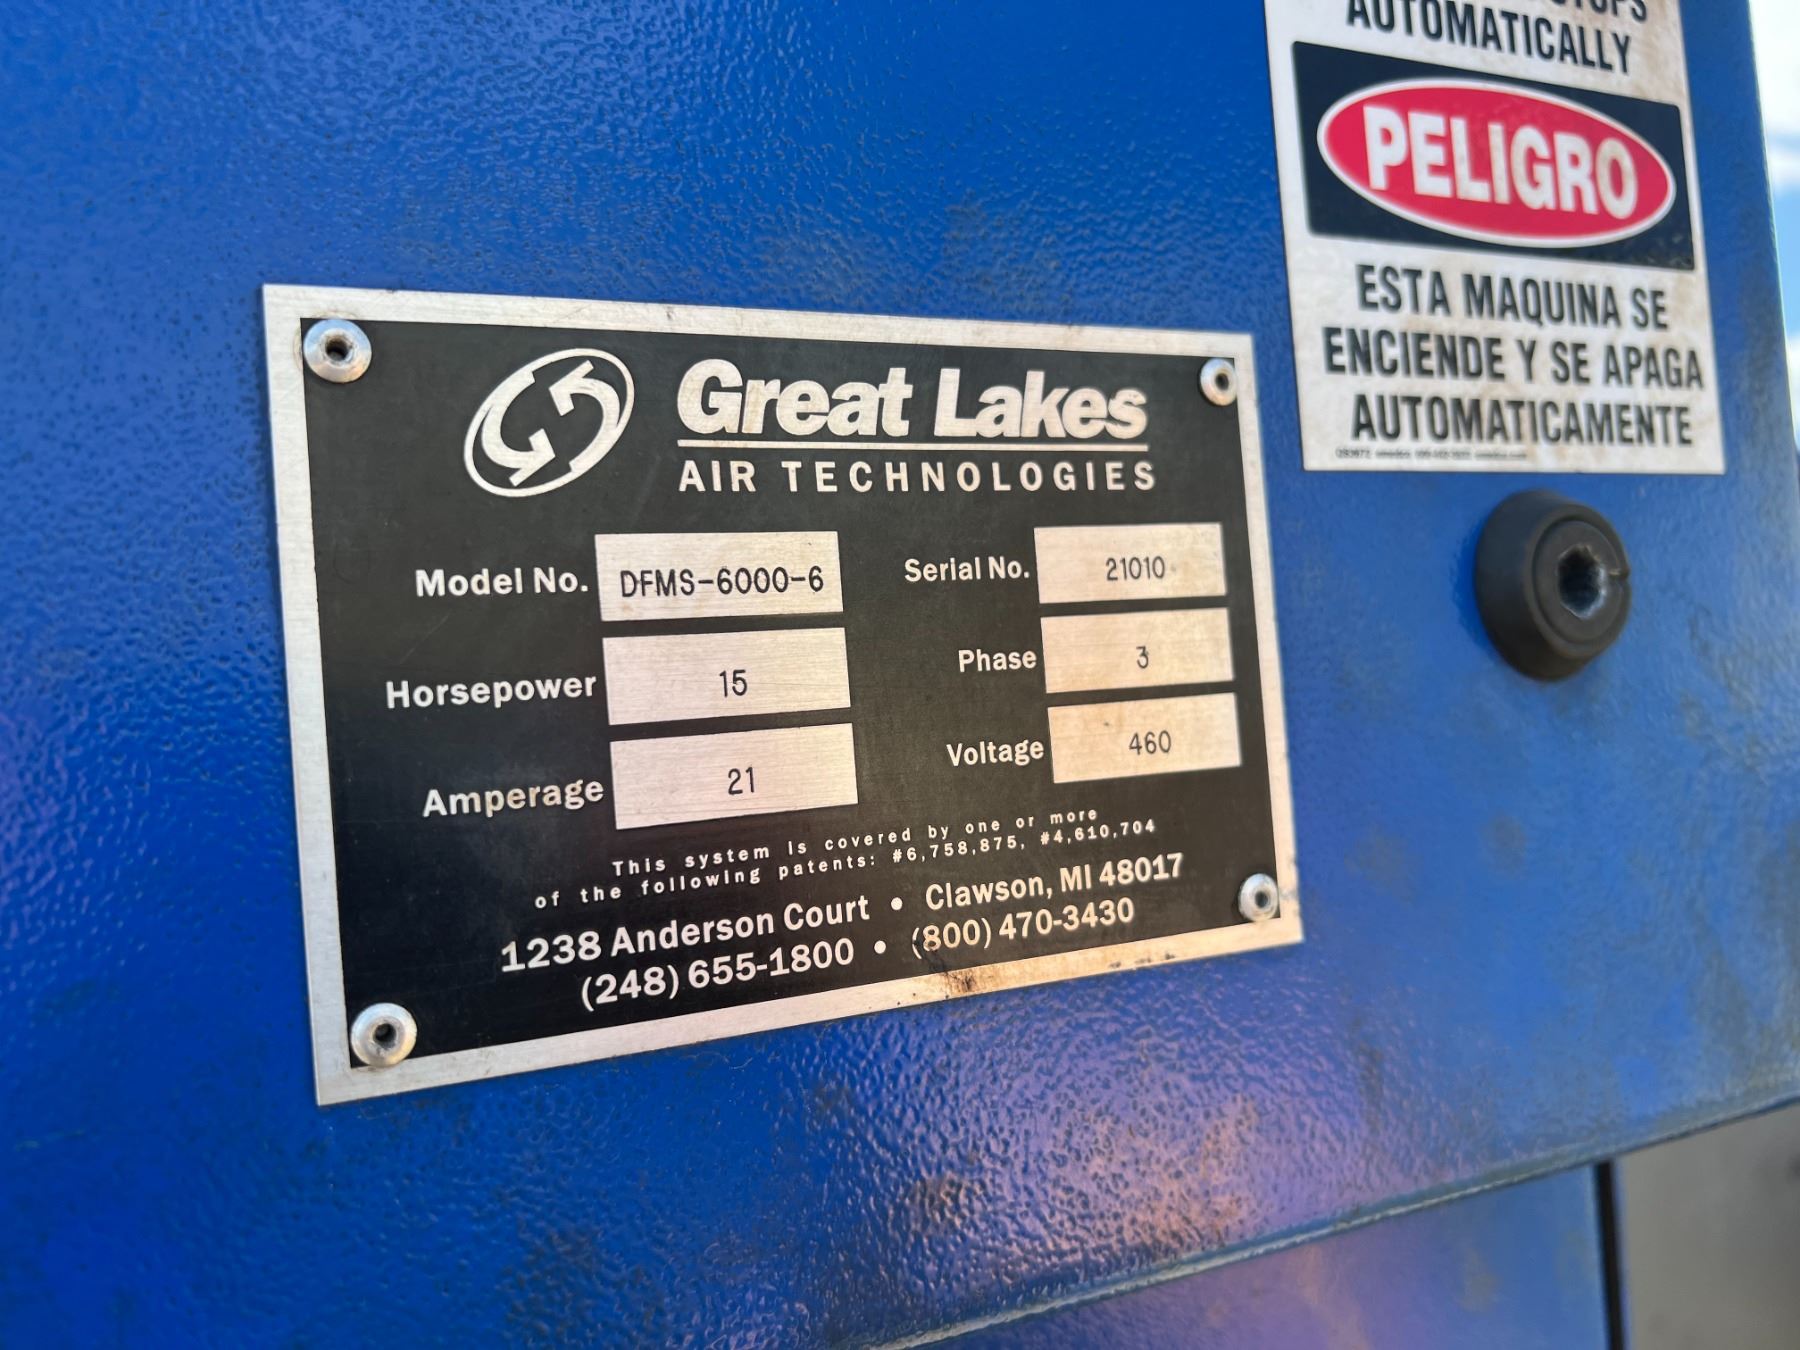 AUTOMATICALLY
PELIGRO
ESTA MAQUINA SE
ENCIENDE Y SE APAGA
AUTOMATICAMENTE
Great Lakes
AIR TECHNOLOGIES
Model No. DFMS-6000-6
Serial No. 21010
Horsepower 15
Phase 3
Amperage 21
Voltage 460
This system is covered by one or more
of the following patents: #6,758,875, #4,610,704
1238 Anderson Court • Clawson, MI 48017
(248) 655-1800 • (800) 470-3430